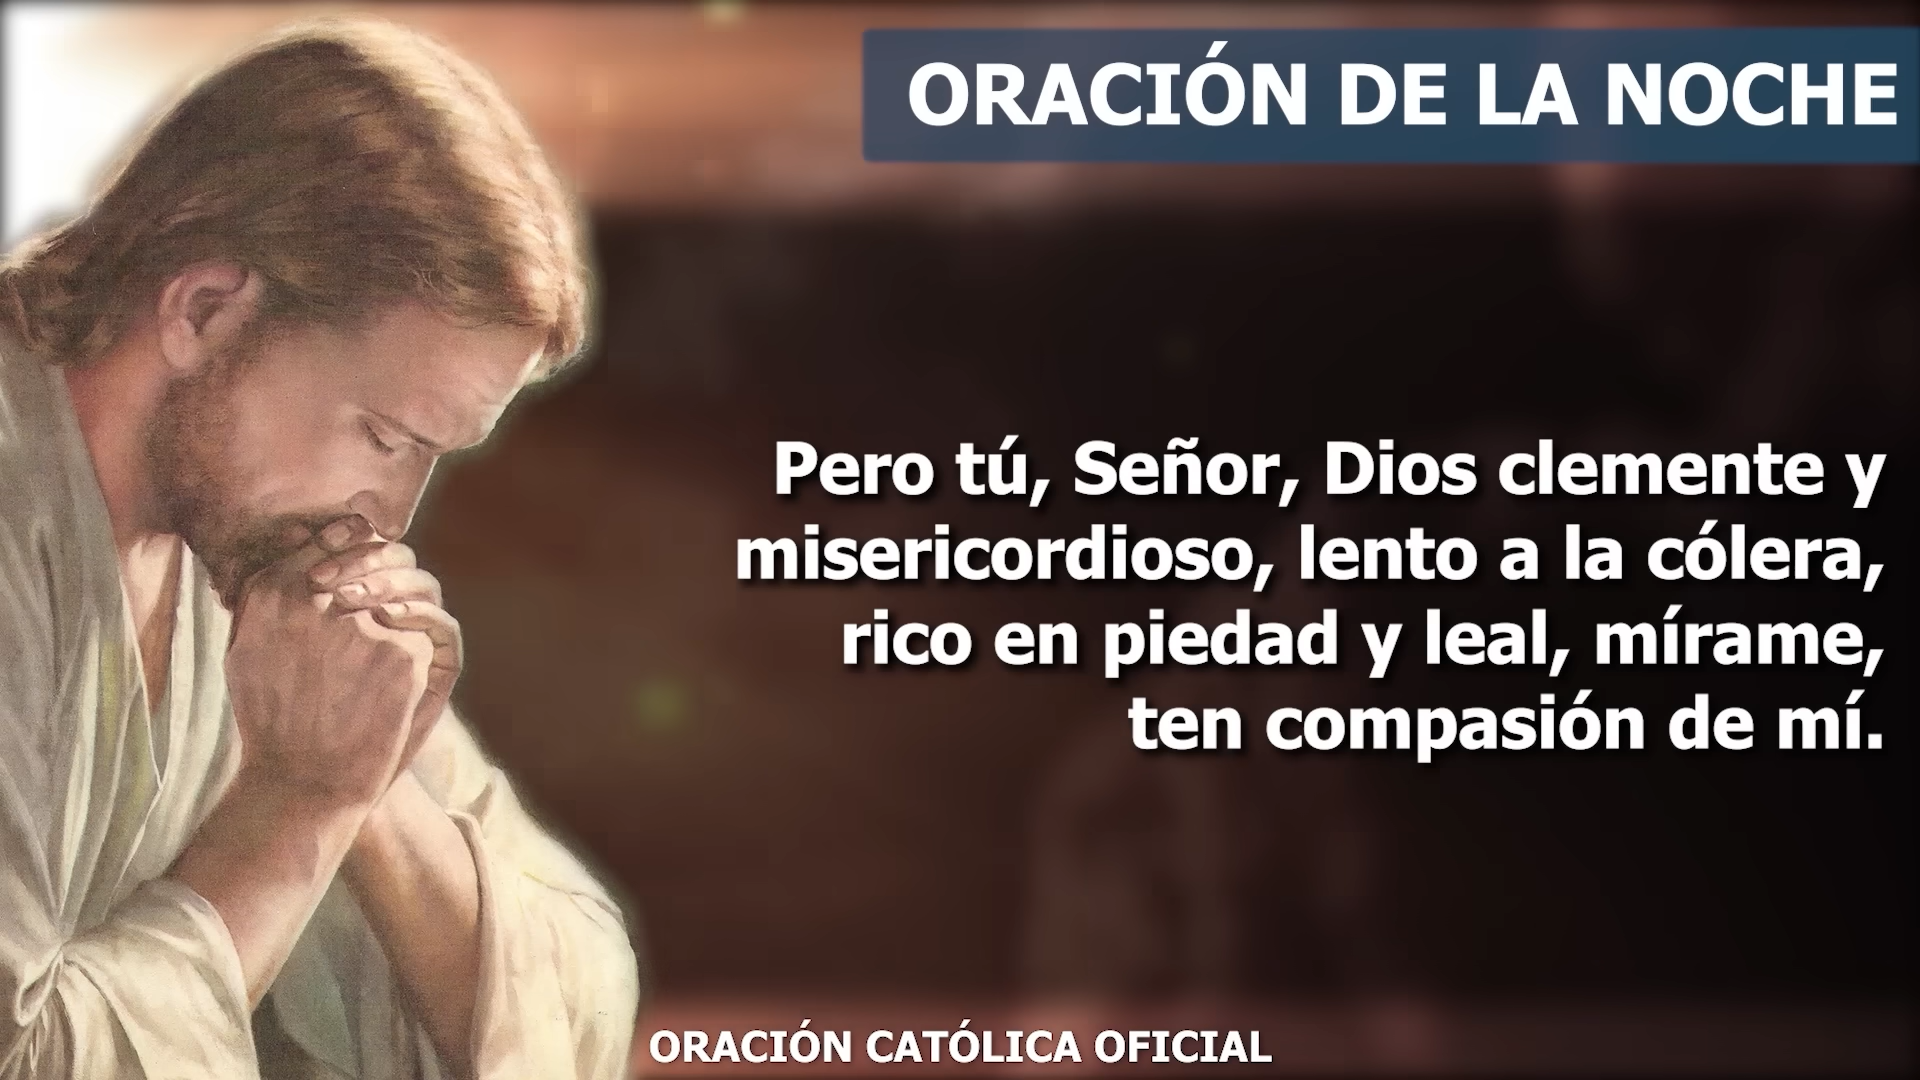 ORACIÓN DE LA NOCHE
Pero tú, Señor, Dios clemente y
misericordioso, lento a la cólera,
rico en piedad y leal, mírame,
ten compasión de mí.
ORACIÓN CATÓLICA OFICIAL